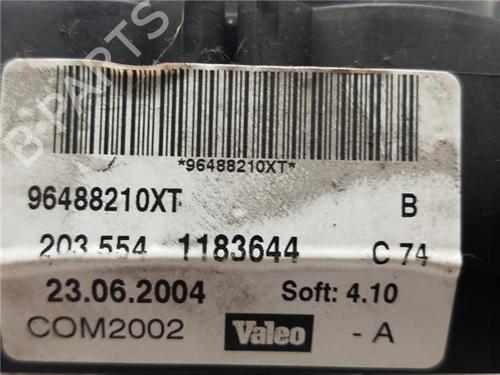 B-PARTS
*96488210XT*
96488210XT B
203 554 1183644 C 74
23.06.2004 Soft: 4.10
COM2002 Valeo - A